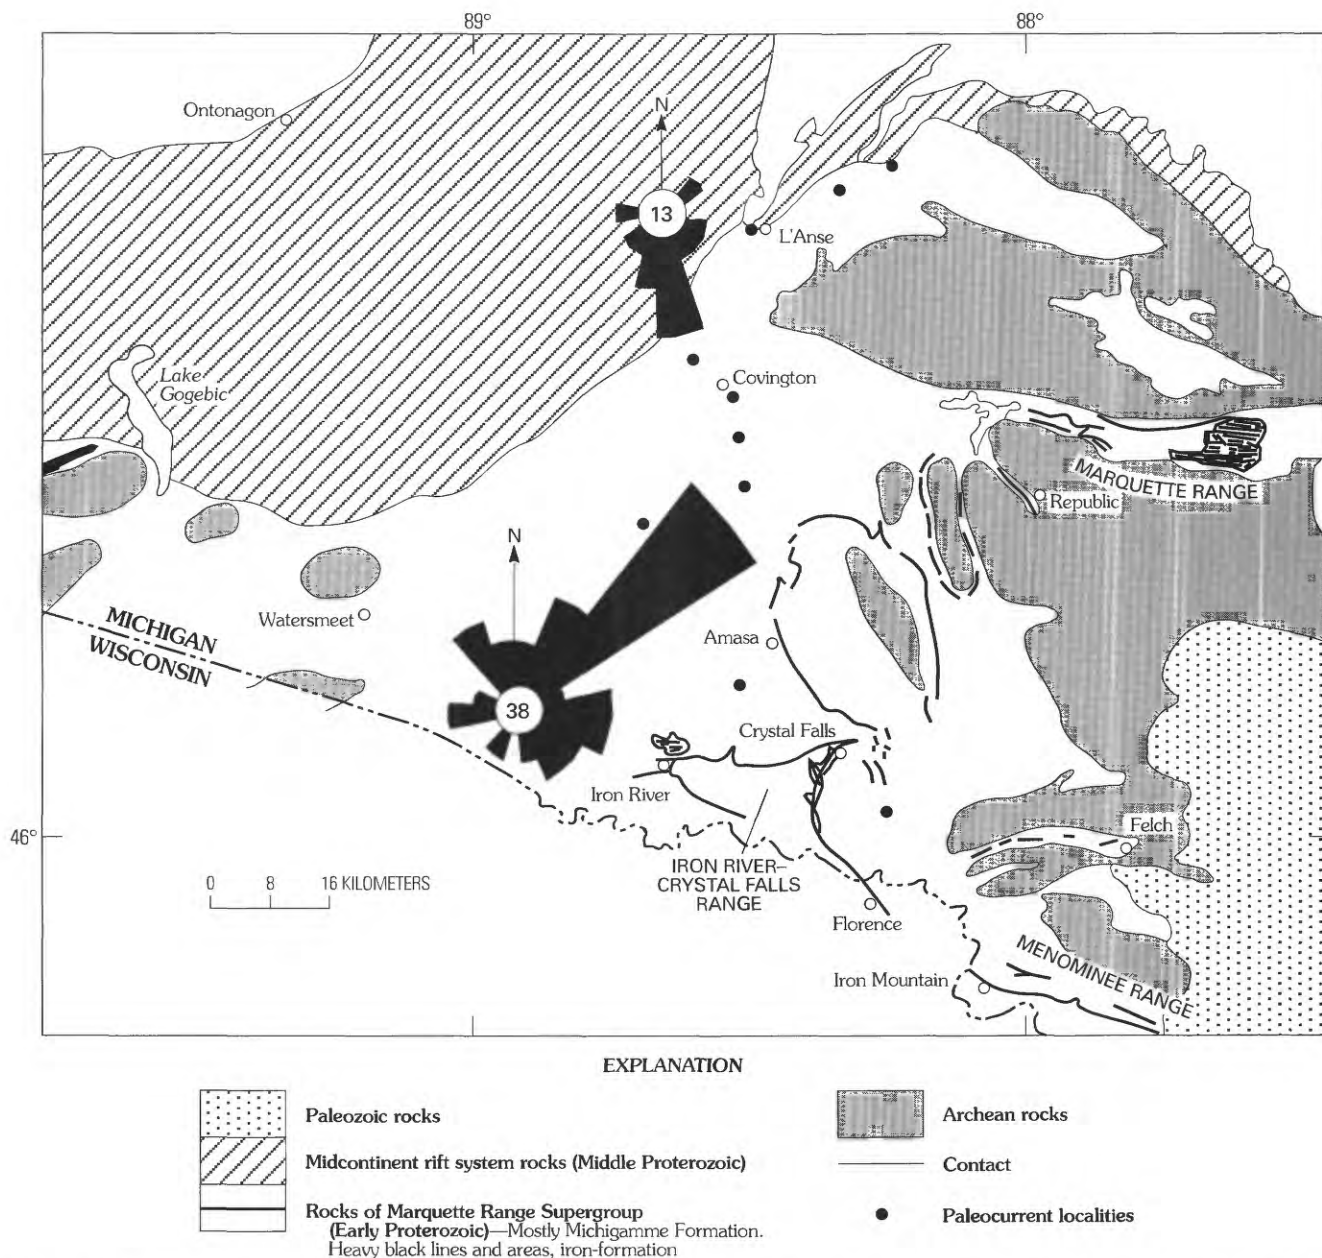 89°
88°
Ontonagon
N
13
L'Anse
Lake
Gogebic
Covington
MARQUETTE RANGE
Republic
N
MICHIGAN
WISCONSIN
Watersmeet
Amasa
38
Crystal Falls
Iron River
46°
Felch
0 8 16 KILOMETERS
IRON RIVER–
CRYSTAL FALLS
RANGE
Florence
MENOMINEE RANGE
Iron Mountain
EXPLANATION
Paleozoic rocks
Midcontinent rift system rocks (Middle Proterozoic)
Rocks of Marquette Range Supergroup
(Early Proterozoic)—Mostly Michigamme Formation.
Heavy black lines and areas, iron-formation
Archean rocks
Contact
Paleocurrent localities